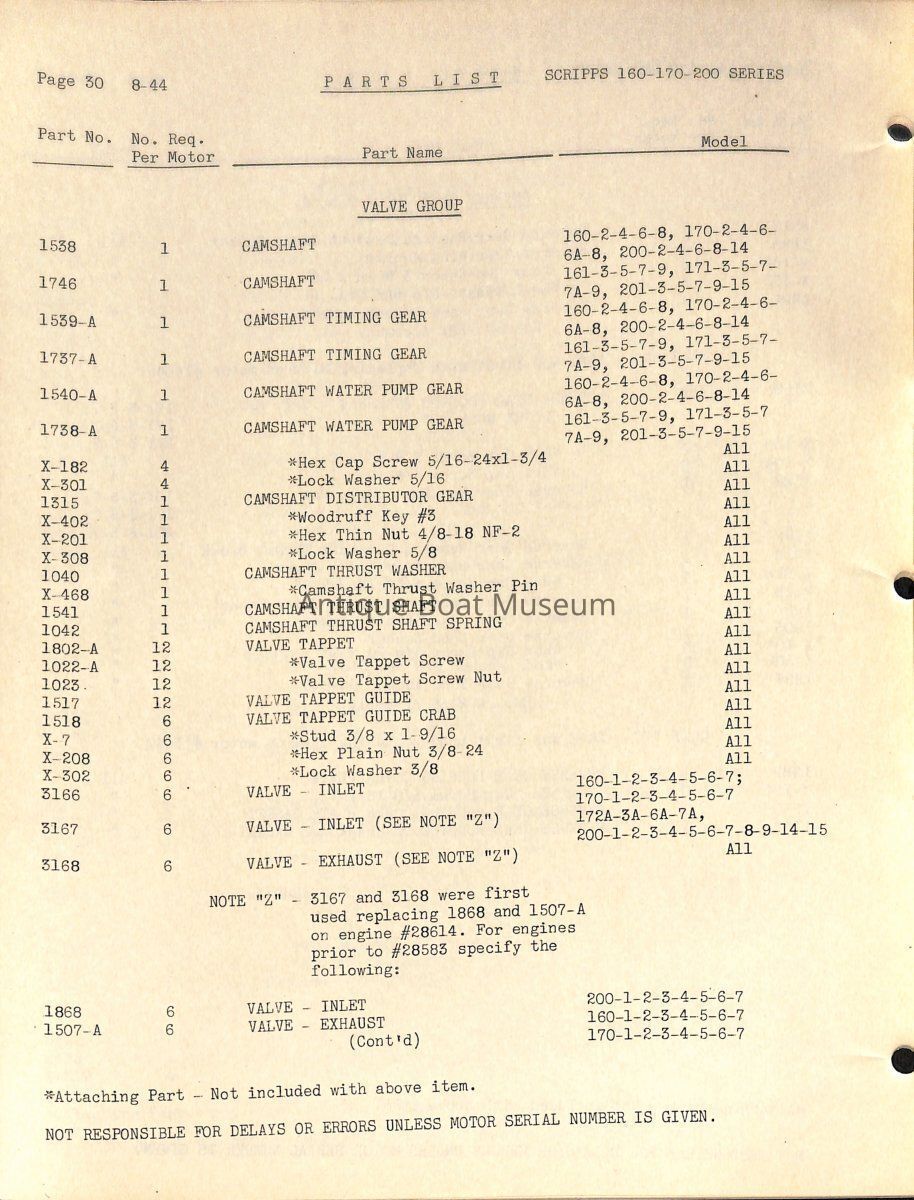 Page 30 8-44 PARTS LIST SCRIPPS 160-170-200 SERIES
Part No. No. Req. Per Motor Part Name Model
VALVE GROUP
1538 1 CAMSHAFT 160-2-4-6-8, 170-2-4-6-
6A-8, 200-2-4-6-8-14
1746 1 CAMSHAFT 161-3-5-7-9, 171-3-5-7-
7A-9, 201-3-5-7-9-15
1539-A 1 CAMSHAFT TIMING GEAR 160-2-4-6-8, 170-2-4-6-
6A-8, 200-2-4-6-8-14
1737-A 1 CAMSHAFT TIMING GEAR 161-3-5-7-9, 171-3-5-7-
7A-9, 201-3-5-7-9-15
1540-A 1 CAMSHAFT WATER PUMP GEAR 160-2-4-6-8, 170-2-4-6-
6A-8, 200-2-4-6-8-14
1738-A 1 CAMSHAFT WATER PUMP GEAR 161-3-5-7-9, 171-3-5-7
7A-9, 201-3-5-7-9-15
X-182 4 *Hex Cap Screw 5/16-24x1-3/4 All
X-301 4 *Lock Washer 5/16 All
1315 1 CAMSHAFT DISTRIBUTOR GEAR All
X-402 1 *Woodruff Key #3 All
X-201 1 *Hex Thin Nut 4/8-18 NF-2 All
X-308 1 *Lock Washer 5/8 All
1040 1 CAMSHAFT THRUST WASHER All
X-468 1 *Camshaft Thrust Washer Pin All
Antique Boat Museum
1541 1 CAMSHAFT THRUST SHAFT All
1042 1 CAMSHAFT THRUST SHAFT SPRING All
1802-A 12 VALVE TAPPET All
1022-A 12 *Valve Tappet Screw All
1023 12 *Valve Tappet Screw Nut All
1517 12 VALVE TAPPET GUIDE All
1518 6 VALVE TAPPET GUIDE CRAB All
X-7 6 *Stud 3/8 x 1-9/16 All
X-208 6 *Hex Plain Nut 3/8-24 All
X-302 6 *Lock Washer 3/8 All
3166 6 VALVE - INLET 160-1-2-3-4-5-6-7;
170-1-2-3-4-5-6-7
3167 6 VALVE - INLET (SEE NOTE "Z") 172A-3A-6A-7A,
200-1-2-3-4-5-6-7-8-9-14-15
3168 6 VALVE - EXHAUST (SEE NOTE "Z") All
NOTE "Z" - 3167 and 3168 were first
used replacing 1868 and 1507-A
on engine #28614. For engines
prior to #28583 specify the
following:
1868 6 VALVE - INLET 200-1-2-3-4-5-6-7
160-1-2-3-4-5-6-7
1507-A 6 VALVE - EXHAUST 170-1-2-3-4-5-6-7
(Cont'd)
*Attaching Part - Not included with above item.
NOT RESPONSIBLE FOR DELAYS OR ERRORS UNLESS MOTOR SERIAL NUMBER IS GIVEN.